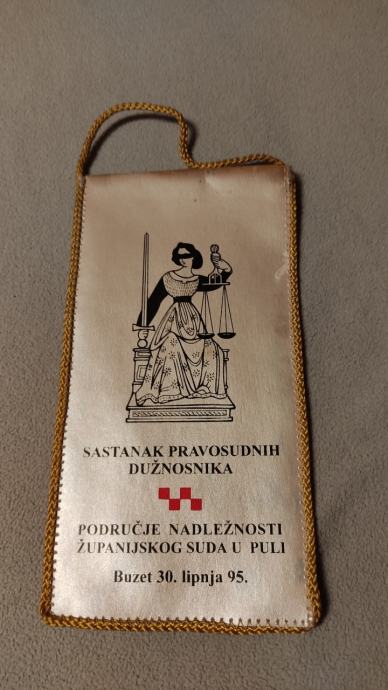 SASTANAK PRAVOSUDNIH
DUŽNOSNIKA
PODRUČJE NADLEŽNOSTI
ŽUPANIJSKOG SUDA U PULI
Buzet 30. lipnja 95.